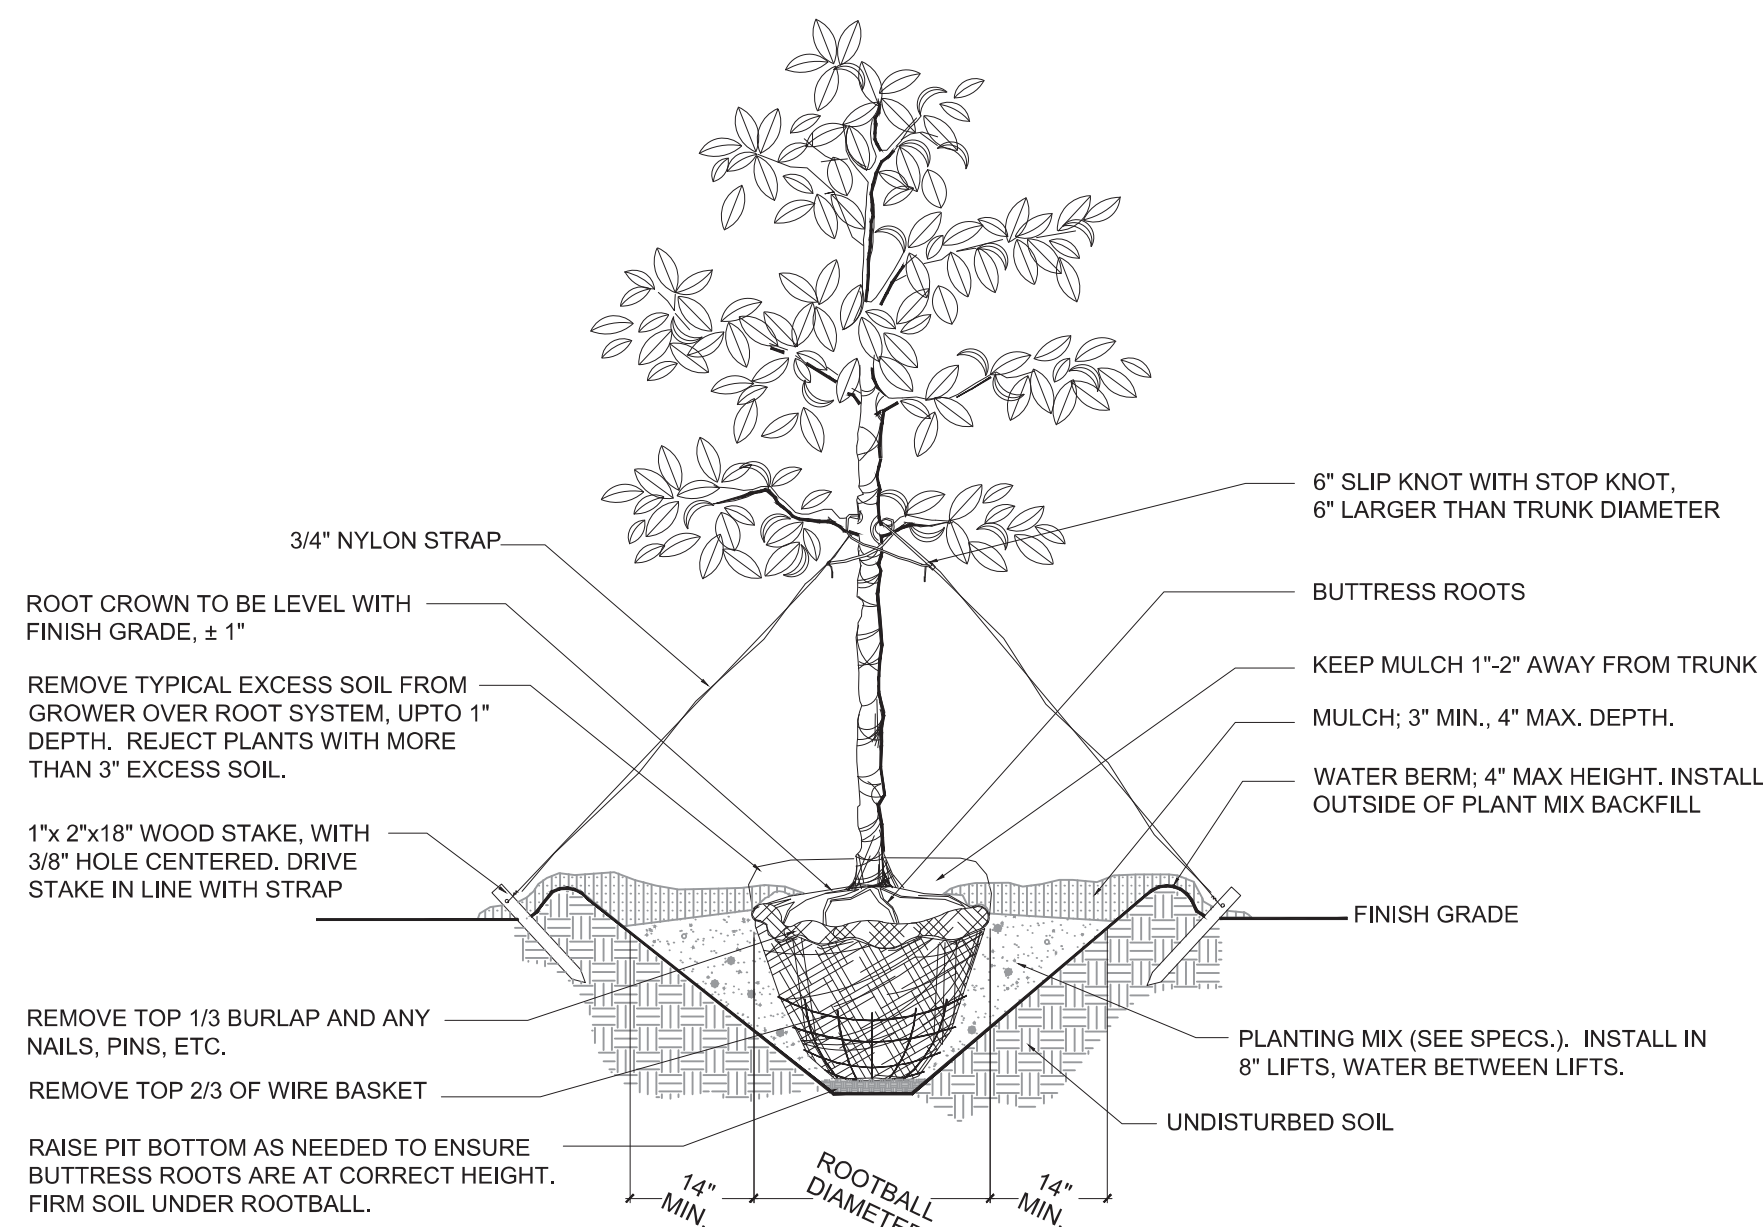 3/4" NYLON STRAP
ROOT CROWN TO BE LEVEL WITH
FINISH GRADE, ± 1"
REMOVE TYPICAL EXCESS SOIL FROM
GROWER OVER ROOT SYSTEM, UPTO 1"
DEPTH. REJECT PLANTS WITH MORE
THAN 3" EXCESS SOIL.
1"x 2"x18" WOOD STAKE, WITH
3/8" HOLE CENTERED. DRIVE
STAKE IN LINE WITH STRAP
REMOVE TOP 1/3 BURLAP AND ANY
NAILS, PINS, ETC.
REMOVE TOP 2/3 OF WIRE BASKET
RAISE PIT BOTTOM AS NEEDED TO ENSURE
BUTTRESS ROOTS ARE AT CORRECT HEIGHT.
FIRM SOIL UNDER ROOTBALL.
14"
MIN.
ROOTBALL
DIAMETER
14"
MIN.
6" SLIP KNOT WITH STOP KNOT,
6" LARGER THAN TRUNK DIAMETER
BUTTRESS ROOTS
KEEP MULCH 1"-2" AWAY FROM TRUNK
MULCH; 3" MIN., 4" MAX. DEPTH.
WATER BERM; 4" MAX HEIGHT. INSTALL
OUTSIDE OF PLANT MIX BACKFILL
FINISH GRADE
PLANTING MIX (SEE SPECS.). INSTALL IN
8" LIFTS, WATER BETWEEN LIFTS.
UNDISTURBED SOIL